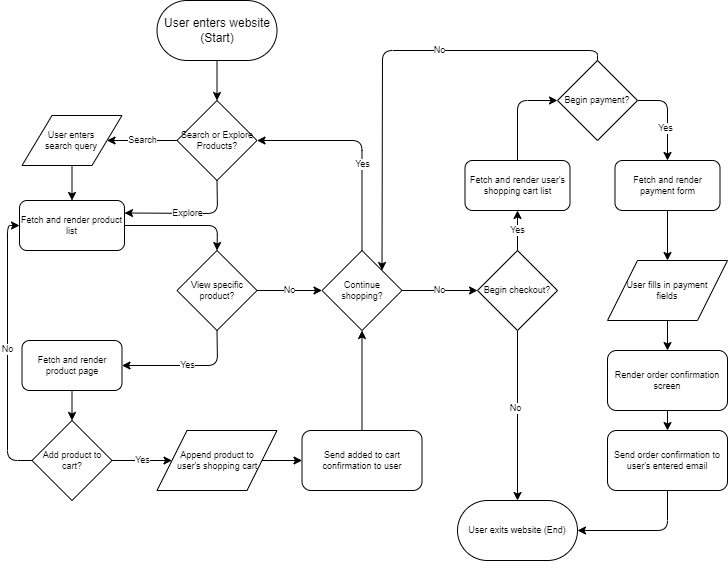 User enters website
(Start)
No
Begin payment?
Search or Explore
Products?
Search
User enters
search query
Yes
Yes
Fetch and render user's
shopping cart list
Fetch and render
payment form
Explore
Fetch and render product
list
Yes
View specific
product?
No
Continue
shopping?
No
Begin checkout?
User fills in payment
fields
No
Fetch and render
product page
Yes
Render order confirmation
screen
No
Add product to
cart?
Yes
Append product to
user's shopping cart
Send added to cart
confirmation to user
Send order confirmation to
user's entered email
User exits website (End)